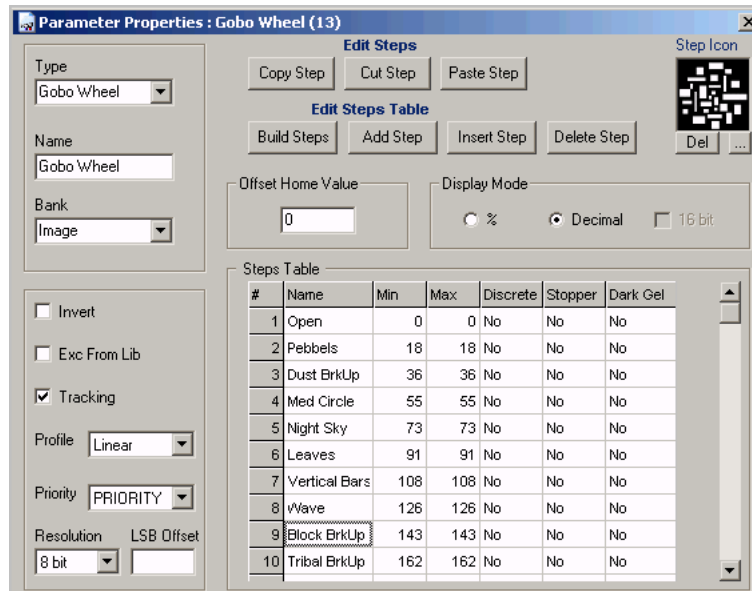 Parameter Properties : Gobo Wheel (13)
Type
Gobo Wheel
Name
Gobo Wheel
Bank
Image
Edit Steps
Copy Step Cut Step Paste Step
Edit Steps Table
Build Steps Add Step Insert Step Delete Step
Step Icon
Del ...
Offset Home Value
0
Display Mode
% Decimal 16 bit
Invert
Exc From Lib
Tracking
Profile Linear
Priority PRIORITY
Resolution LSB Offset
8 bit
Steps Table
# Name Min Max Discrete Stopper Dark Gel
1 Open 0 0 No No No
2 Pebbels 18 18 No No No
3 Dust BrkUp 36 36 No No No
4 Med Circle 55 55 No No No
5 Night Sky 73 73 No No No
6 Leaves 91 91 No No No
7 Vertical Bars 108 108 No No No
8 Wave 126 126 No No No
9 Block BrkUp 143 143 No No No
10 Tribal BrkUp 162 162 No No No